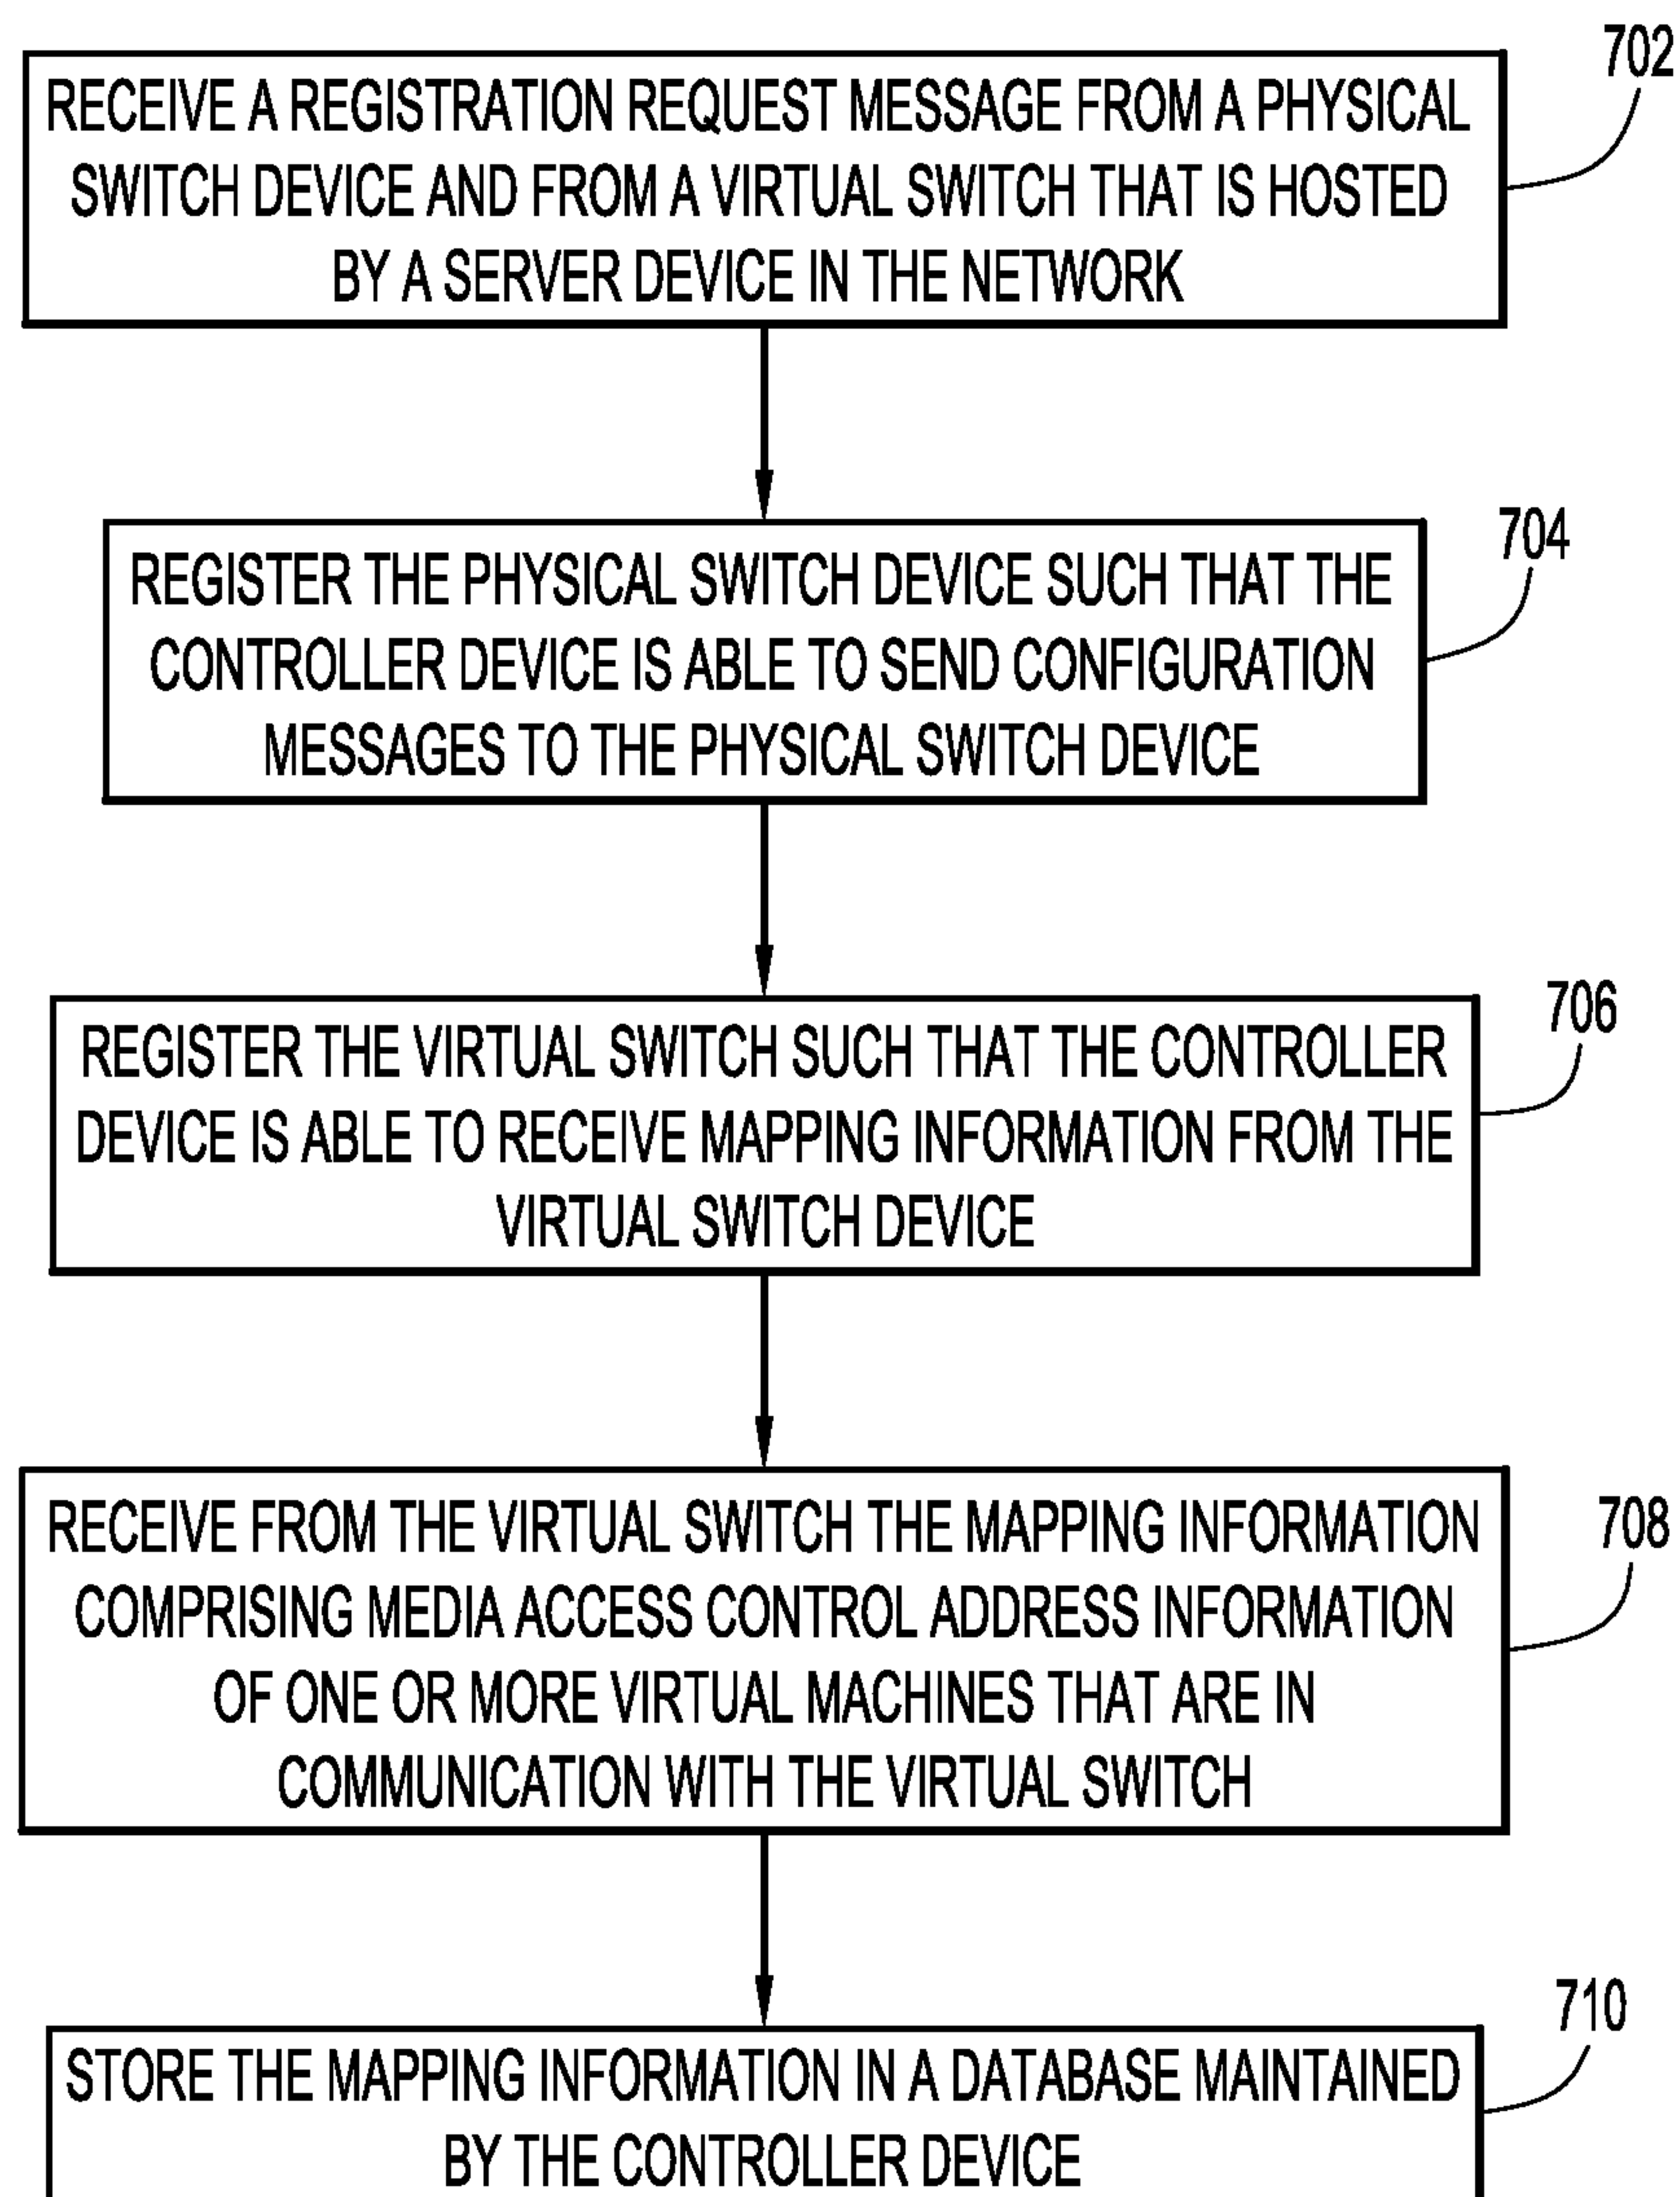 702
RECEIVE A REGISTRATION REQUEST MESSAGE FROM A PHYSICAL
SWITCH DEVICE AND FROM A VIRTUAL SWITCH THAT IS HOSTED
BY A SERVER DEVICE IN THE NETWORK
704
REGISTER THE PHYSICAL SWITCH DEVICE SUCH THAT THE
CONTROLLER DEVICE IS ABLE TO SEND CONFIGURATION
MESSAGES TO THE PHYSICAL SWITCH DEVICE
706
REGISTER THE VIRTUAL SWITCH SUCH THAT THE CONTROLLER
DEVICE IS ABLE TO RECEIVE MAPPING INFORMATION FROM THE
VIRTUAL SWITCH DEVICE
708
RECEIVE FROM THE VIRTUAL SWITCH THE MAPPING INFORMATION
COMPRISING MEDIA ACCESS CONTROL ADDRESS INFORMATION
OF ONE OR MORE VIRTUAL MACHINES THAT ARE IN
COMMUNICATION WITH THE VIRTUAL SWITCH
710
STORE THE MAPPING INFORMATION IN A DATABASE MAINTAINED
BY THE CONTROLLER DEVICE